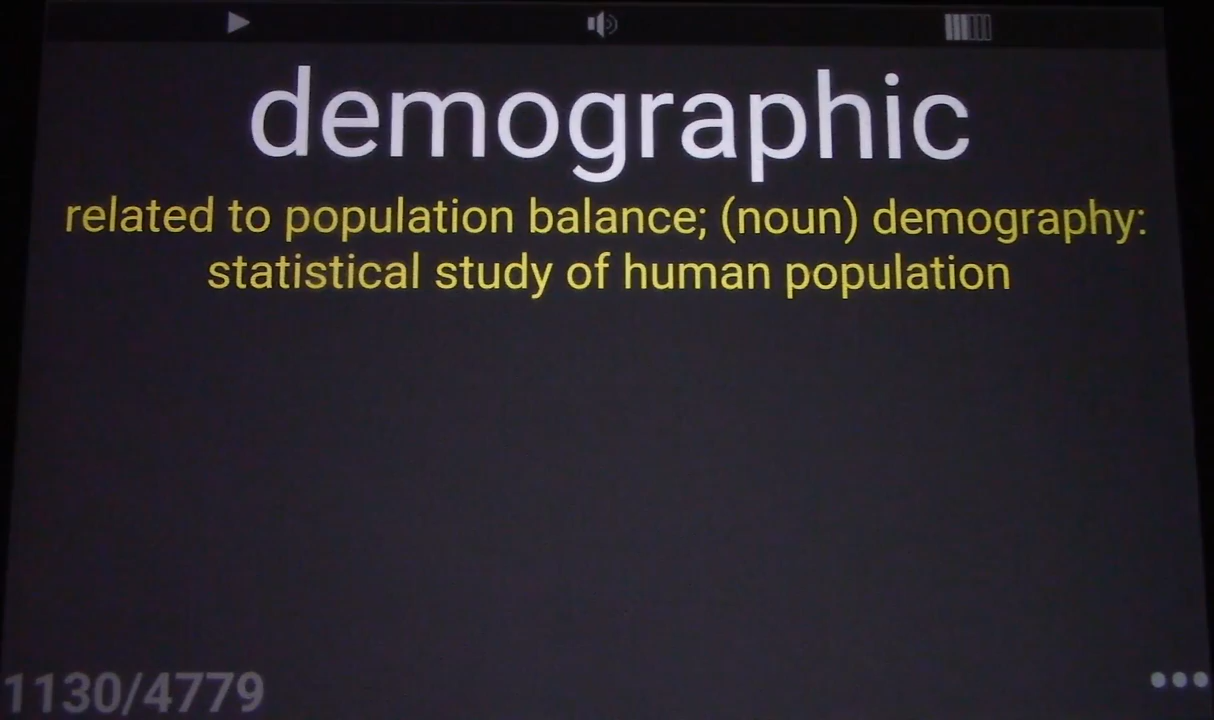 demographic
related to population balance; (noun) demography:
statistical study of human population
1130/4779